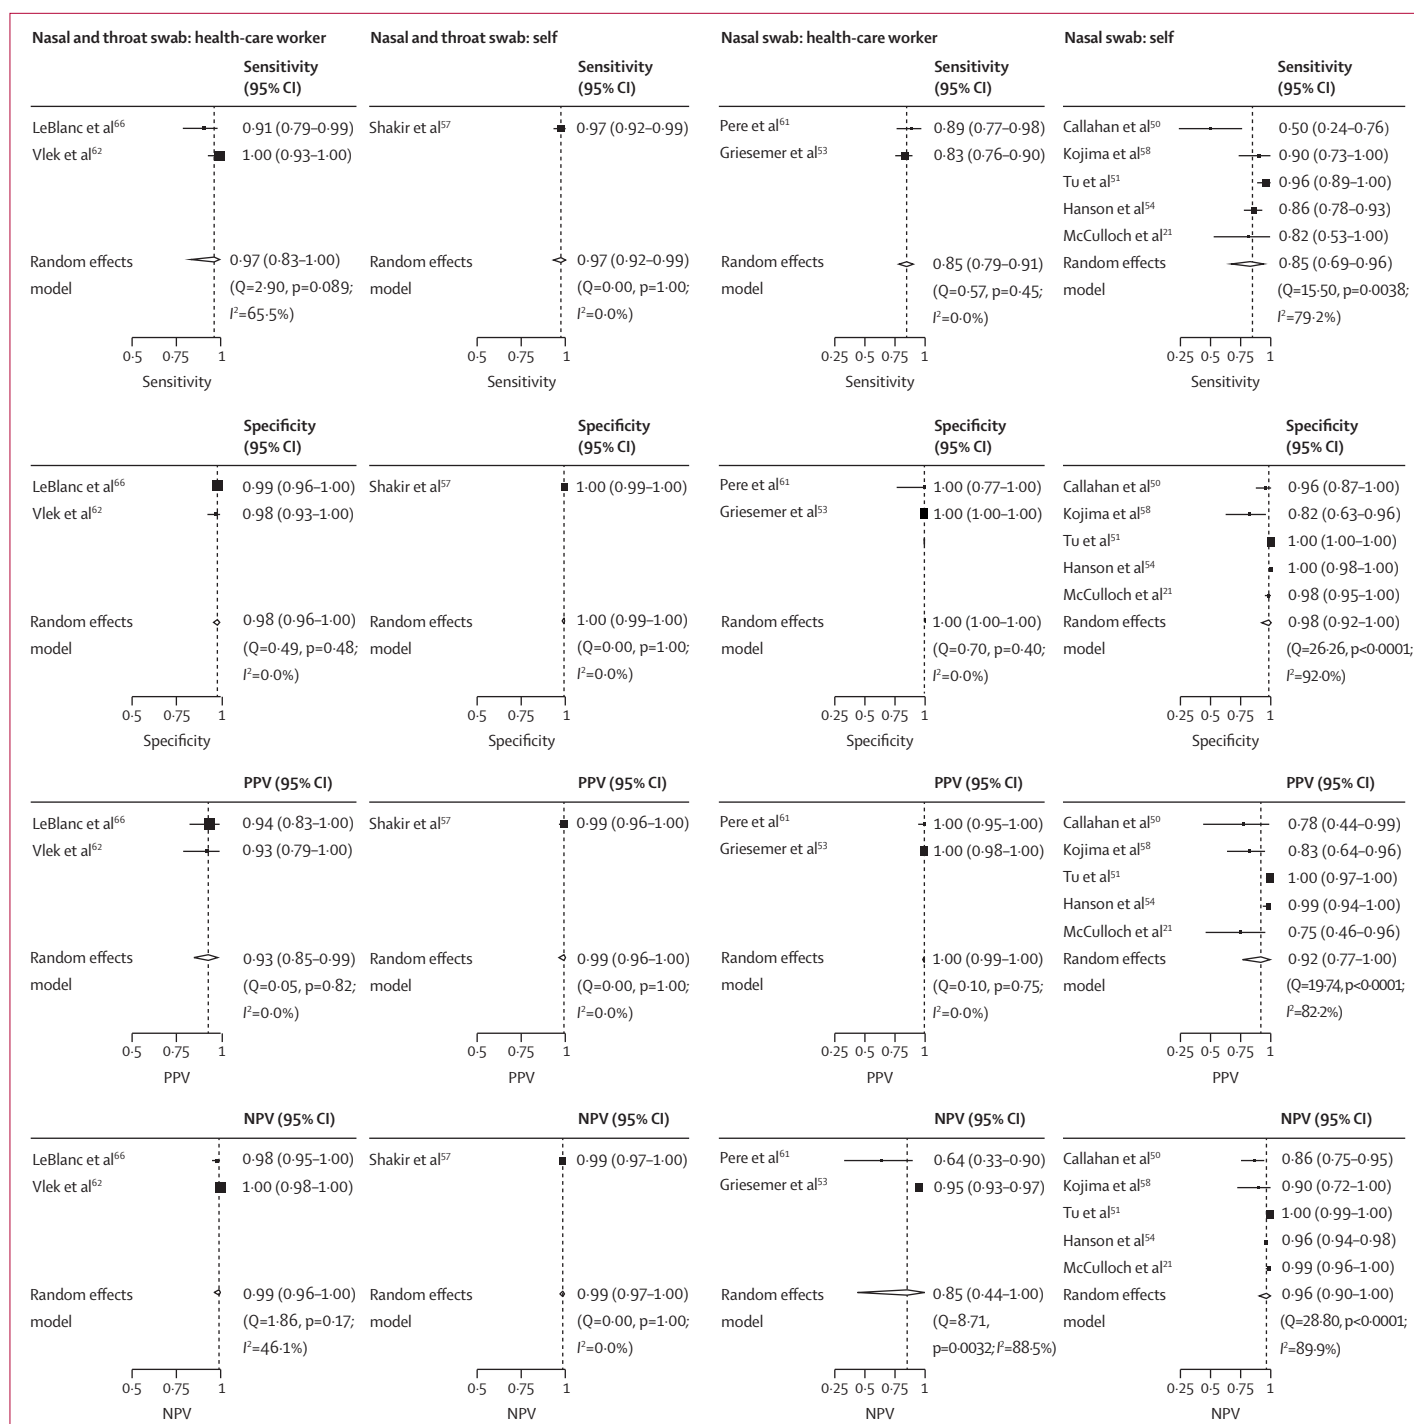 Nasal and throat swab: health-care worker
Sensitivity
(95% CI)
LeBlanc et al⁶⁶ 0·91 (0·79–0·99)
Vlek et al⁶² 1·00 (0·93–1·00)
Random effects 0·97 (0·83–1·00)
model (Q=2·90, p=0·089;
I²=65·5%)
0·5 0·75 1
Sensitivity
Nasal and throat swab: self
Sensitivity
(95% CI)
Shakir et al⁵⁷ 0·97 (0·92–0·99)
Random effects 0·97 (0·92–0·99)
model (Q=0·00, p=1·00;
I²=0·0%)
0·5 0·75 1
Sensitivity
Nasal swab: health-care worker
Sensitivity
(95% CI)
Pere et al⁶¹ 0·89 (0·77–0·98)
Griesemer et al⁵³ 0·83 (0·76–0·90)
Random effects 0·85 (0·79–0·91)
model (Q=0·57, p=0·45;
I²=0·0%)
0·25 0·5 0·75 1
Sensitivity
Nasal swab: self
Sensitivity
(95% CI)
Callahan et al⁵⁰ 0·50 (0·24–0·76)
Kojima et al⁵⁸ 0·90 (0·73–1·00)
Tu et al⁵¹ 0·96 (0·89–1·00)
Hanson et al⁵⁴ 0·86 (0·78–0·93)
McCulloch et al²¹ 0·82 (0·53–1·00)
Random effects 0·85 (0·69–0·96)
model (Q=15·50, p=0·0038;
I²=79·2%)
0·25 0·5 0·75 1
Sensitivity
Specificity
(95% CI)
LeBlanc et al⁶⁶ 0·99 (0·96–1·00)
Vlek et al⁶² 0·98 (0·93–1·00)
Random effects 0·98 (0·96–1·00)
model (Q=0·49, p=0·48;
I²=0·0%)
0·5 0·75 1
Specificity
Specificity
(95% CI)
Shakir et al⁵⁷ 1·00 (0·99–1·00)
Random effects 1·00 (0·99–1·00)
model (Q=0·00, p=1·00;
I²=0·0%)
0·5 0·75 1
Specificity
Specificity
(95% CI)
Pere et al⁶¹ 1·00 (0·77–1·00)
Griesemer et al⁵³ 1·00 (1·00–1·00)
Random effects 1·00 (1·00–1·00)
model (Q=0·70, p=0·40;
I²=0·0%)
0·25 0·5 0·75 1
Specificity
Specificity
(95% CI)
Callahan et al⁵⁰ 0·96 (0·87–1·00)
Kojima et al⁵⁸ 0·82 (0·63–0·96)
Tu et al⁵¹ 1·00 (1·00–1·00)
Hanson et al⁵⁴ 1·00 (0·98–1·00)
McCulloch et al²¹ 0·98 (0·95–1·00)
Random effects 0·98 (0·92–1·00)
model (Q=26·26, p<0·0001;
I²=92·0%)
0·25 0·5 0·75 1
Specificity
PPV (95% CI)
LeBlanc et al⁶⁶ 0·94 (0·83–1·00)
Vlek et al⁶² 0·93 (0·79–1·00)
Random effects 0·93 (0·85–0·99)
model (Q=0·05, p=0·82;
I²=0·0%)
0·5 0·75 1
PPV
PPV (95% CI)
Shakir et al⁵⁷ 0·99 (0·96–1·00)
Random effects 0·99 (0·96–1·00)
model (Q=0·00, p=1·00;
I²=0·0%)
0·5 0·75 1
PPV
PPV (95% CI)
Pere et al⁶¹ 1·00 (0·95–1·00)
Griesemer et al⁵³ 1·00 (0·98–1·00)
Random effects 1·00 (0·99–1·00)
model (Q=0·10, p=0·75;
I²=0·0%)
0·25 0·5 0·75 1
PPV
PPV (95% CI)
Callahan et al⁵⁰ 0·78 (0·44–0·99)
Kojima et al⁵⁸ 0·83 (0·64–0·96)
Tu et al⁵¹ 1·00 (0·97–1·00)
Hanson et al⁵⁴ 0·99 (0·94–1·00)
McCulloch et al²¹ 0·75 (0·46–0·96)
Random effects 0·92 (0·77–1·00)
model (Q=19·74, p<0·0001;
I²=82·2%)
0·25 0·5 0·75 1
PPV
NPV (95% CI)
LeBlanc et al⁶⁶ 0·98 (0·95–1·00)
Vlek et al⁶² 1·00 (0·98–1·00)
Random effects 0·99 (0·96–1·00)
model (Q=1·86, p=0·17;
I²=46·1%)
0·5 0·75 1
NPV
NPV (95% CI)
Shakir et al⁵⁷ 0·99 (0·97–1·00)
Random effects 0·99 (0·97–1·00)
model (Q=0·00, p=1·00;
I²=0·0%)
0·5 0·75 1
NPV
NPV (95% CI)
Pere et al⁶¹ 0·64 (0·33–0·90)
Griesemer et al⁵³ 0·95 (0·93–0·97)
Random effects 0·85 (0·44–1·00)
model (Q=8·71,
p=0·0032; I²=88·5%)
0·25 0·5 0·75 1
NPV
NPV (95% CI)
Callahan et al⁵⁰ 0·86 (0·75–0·95)
Kojima et al⁵⁸ 0·90 (0·72–1·00)
Tu et al⁵¹ 1·00 (0·99–1·00)
Hanson et al⁵⁴ 0·96 (0·94–0·98)
McCulloch et al²¹ 0·99 (0·96–1·00)
Random effects 0·96 (0·90–1·00)
model (Q=28·80, p<0·0001;
I²=89·9%)
0·25 0·5 0·75 1
NPV